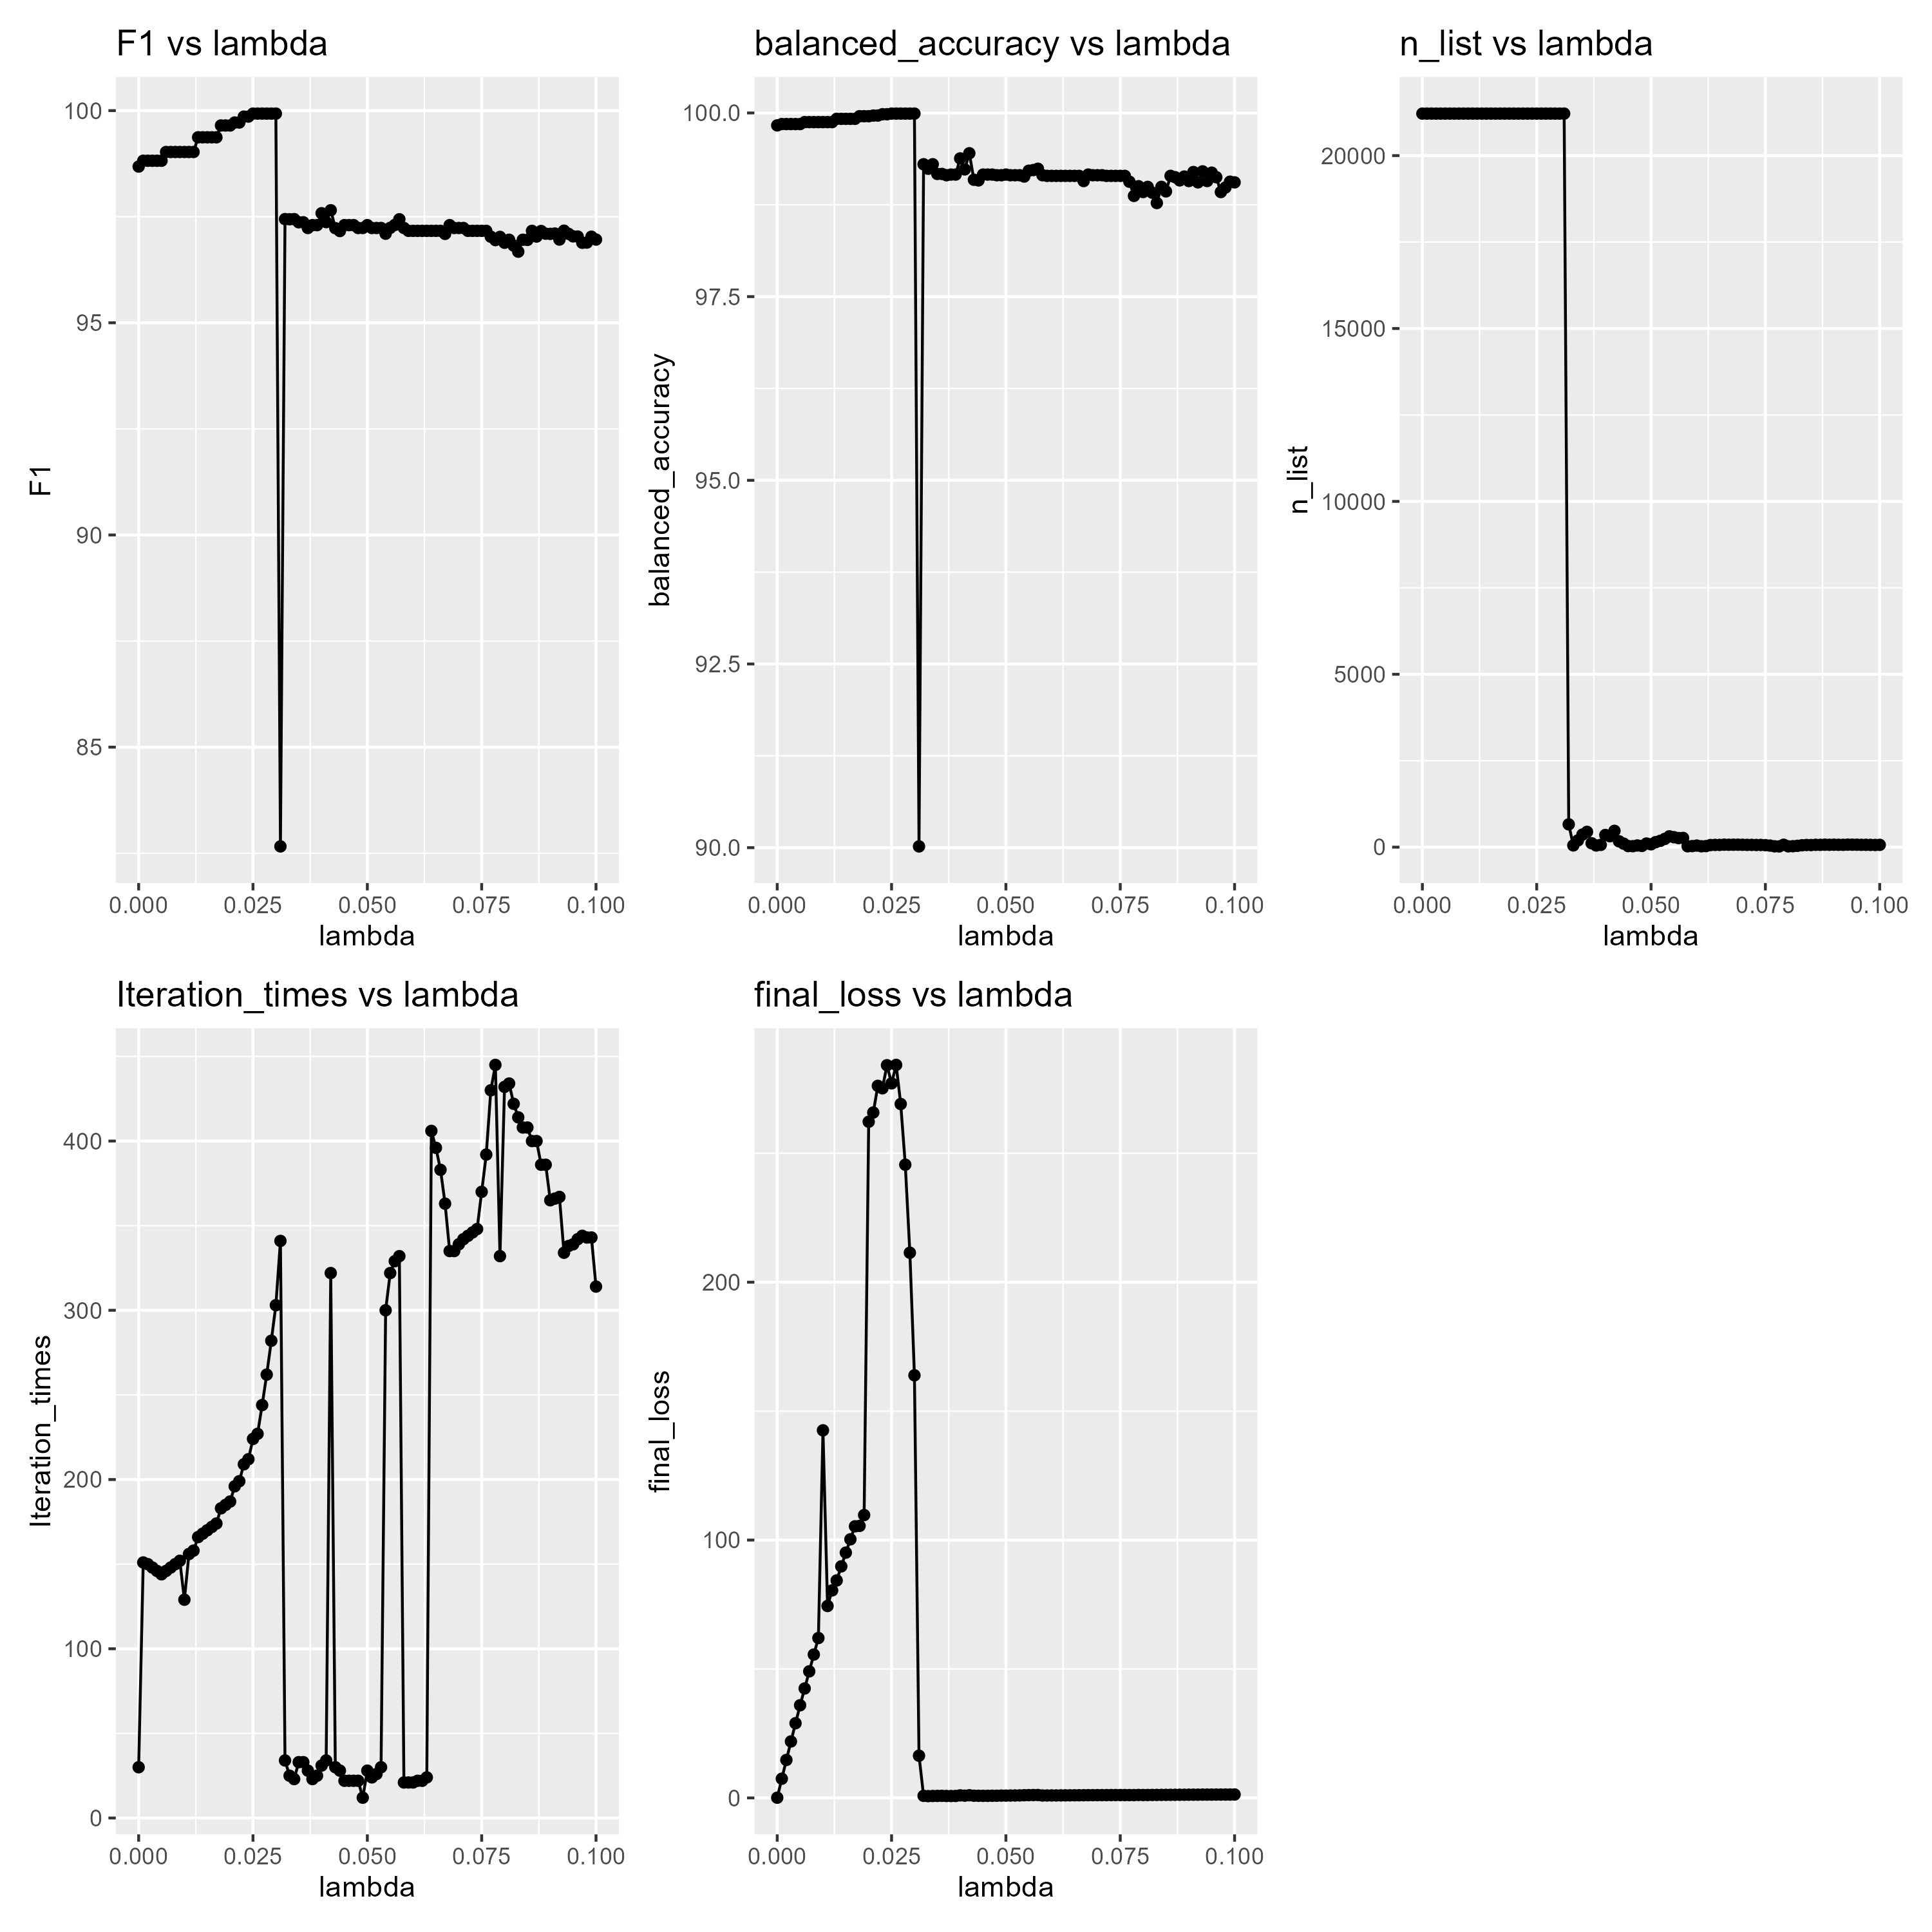 F1 vs lambda
100
95
90
85
F1
0.000 0.025 0.050 0.075 0.100
lambda
balanced_accuracy vs lambda
100.0
97.5
95.0
92.5
90.0
balanced_accuracy
0.000 0.025 0.050 0.075 0.100
lambda
n_list vs lambda
20000
15000
10000
5000
0
n_list
0.000 0.025 0.050 0.075 0.100
lambda
Iteration_times vs lambda
400
300
200
100
0
Iteration_times
0.000 0.025 0.050 0.075 0.100
lambda
final_loss vs lambda
200
100
0
final_loss
0.000 0.025 0.050 0.075 0.100
lambda